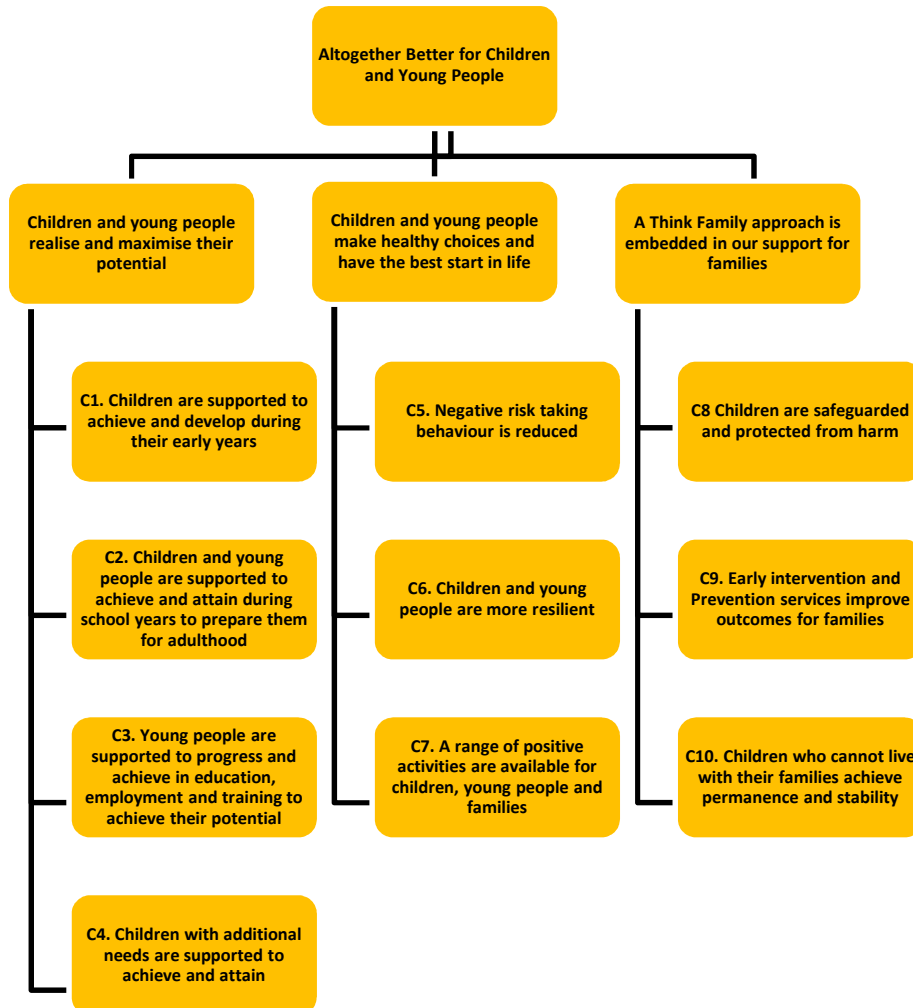 Altogether Better for Children
and Young People
Children and young people
realise and maximise their
potential
Children and young people
make healthy choices and
have the best start in life
A Think Family approach is
embedded in our support for
families
C1. Children are supported to
achieve and develop during
their early years
C2. Children and young
people are supported to
achieve and attain during
school years to prepare them
for adulthood
C3. Young people are
supported to progress and
achieve in education,
employment and training to
achieve their potential
C4. Children with additional
needs are supported to
achieve and attain
C5. Negative risk taking
behaviour is reduced
C6. Children and young
people are more resilient
C7. A range of positive
activities are available for
children, young people and
families
C8 Children are safeguarded
and protected from harm
C9. Early intervention and
Prevention services improve
outcomes for families
C10. Children who cannot live
with their families achieve
permanence and stability